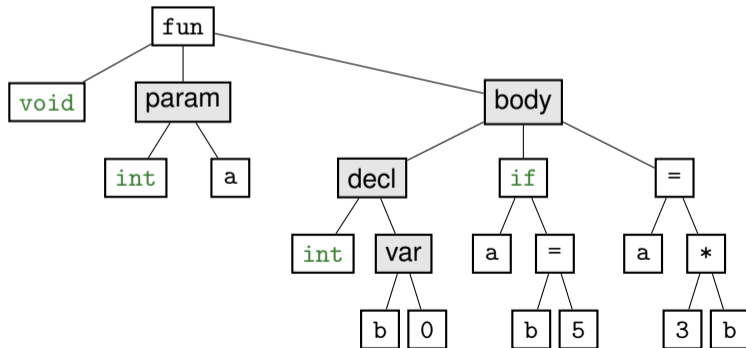 fun
void param body
int a decl if =
int var a = a *
b 0 b 5 3 b